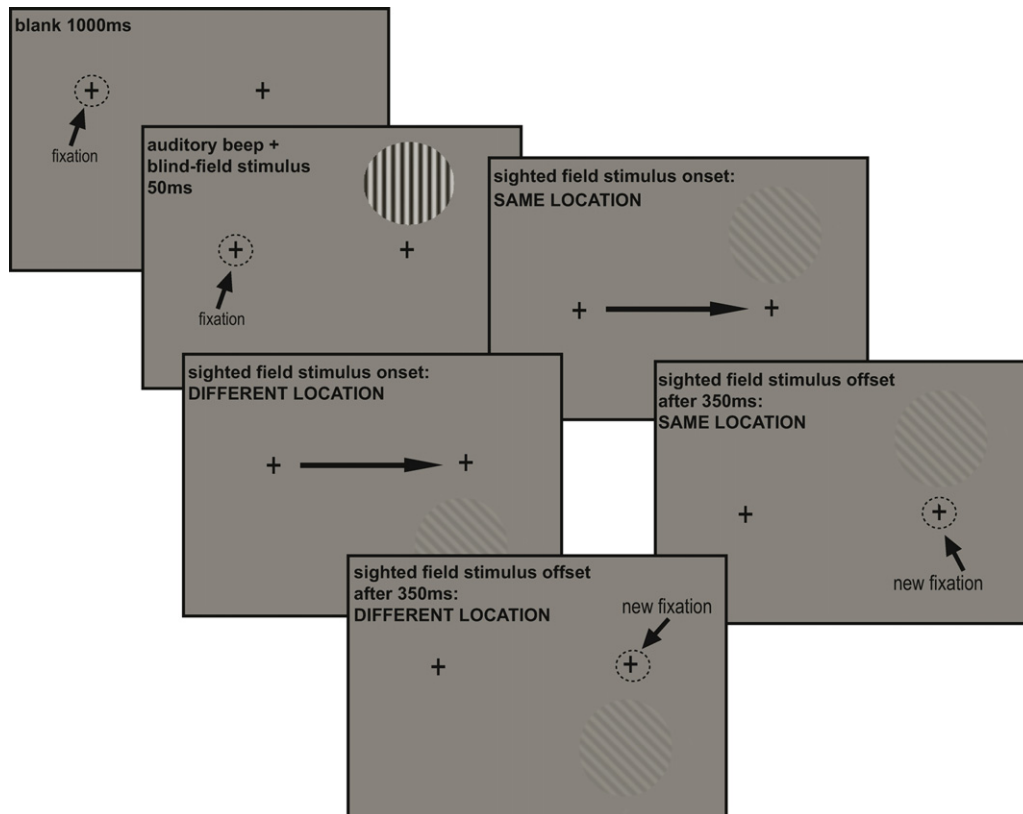 blank 1000ms
fixation
auditory beep +
blind-field stimulus
50ms
fixation
sighted field stimulus onset:
SAME LOCATION
sighted field stimulus onset:
DIFFERENT LOCATION
sighted field stimulus offset
after 350ms:
SAME LOCATION
new fixation
sighted field stimulus offset
after 350ms:
DIFFERENT LOCATION
new fixation